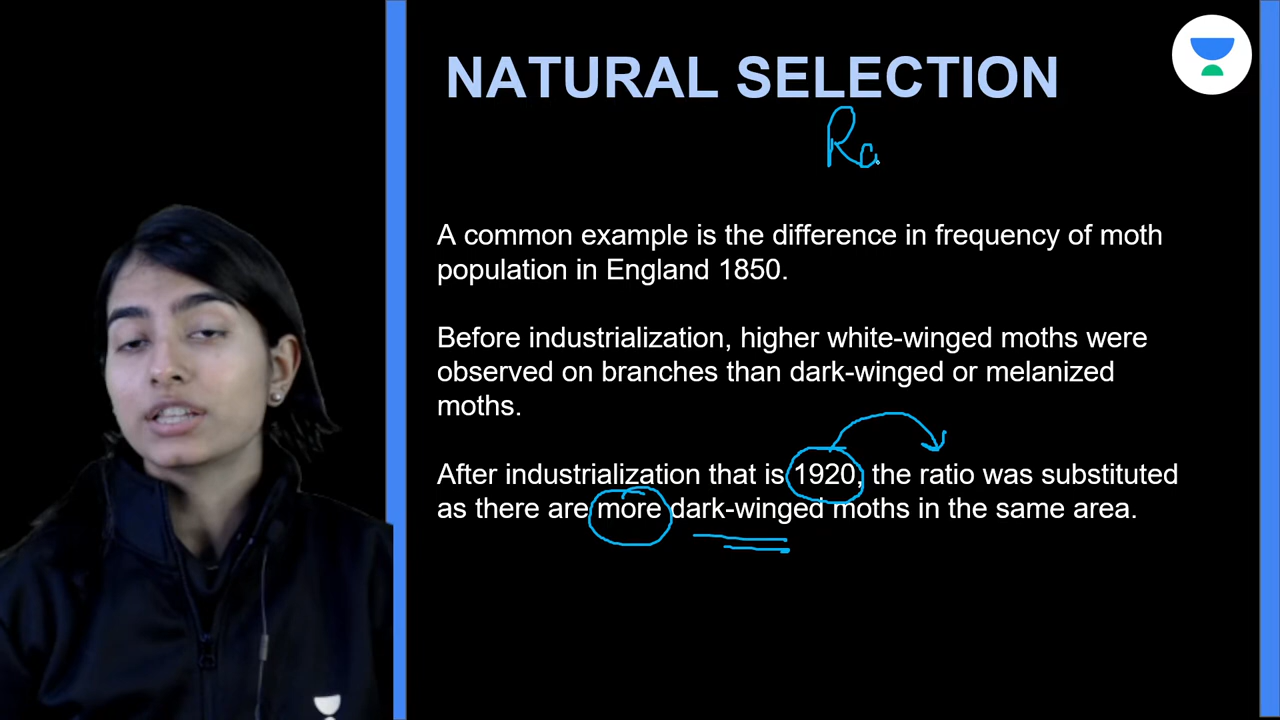 NATURAL SELECTION
Ra
A common example is the difference in frequency of moth
population in England 1850.
Before industrialization, higher white-winged moths were
observed on branches than dark-winged or melanized
moths.
After industrialization that is 1920, the ratio was substituted
as there are more dark-winged moths in the same area.